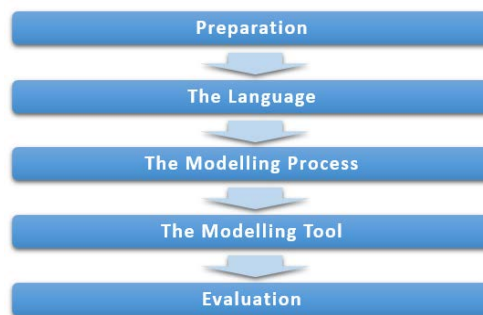 Preparation
The Language
The Modelling Process
The Modelling Tool
Evaluation